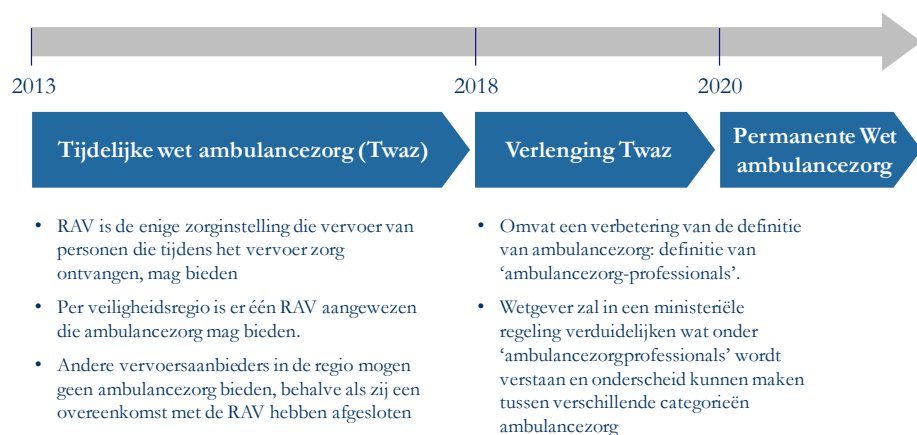 2013
2018
2020
Tijdelijke wet ambulancezorg (Twaz)
Verlenging Twaz
Permanente Wet
ambulancezorg
• RAV is de enige zorginstelling die vervoer van
personen die tijdens het vervoer zorg
ontvangen, mag bieden
• Per veiligheidsregio is er één RAV aangewezen
die ambulancezorg mag bieden.
• Andere vervoersaanbieders in de regio mogen
geen ambulancezorg bieden, behalve als zij een
overeenkomst met de RAV hebben afgesloten
• Omvat een verbetering van de definitie
van ambulancezorg: definitie van
‘ambulancezorg-professionals’.
• Wetgever zal in een ministeriële
regeling verduidelijken wat onder
‘ambulancezorgprofessionals’ wordt
verstaan en onderscheid kunnen maken
tussen verschillende categorieën
ambulancezorg